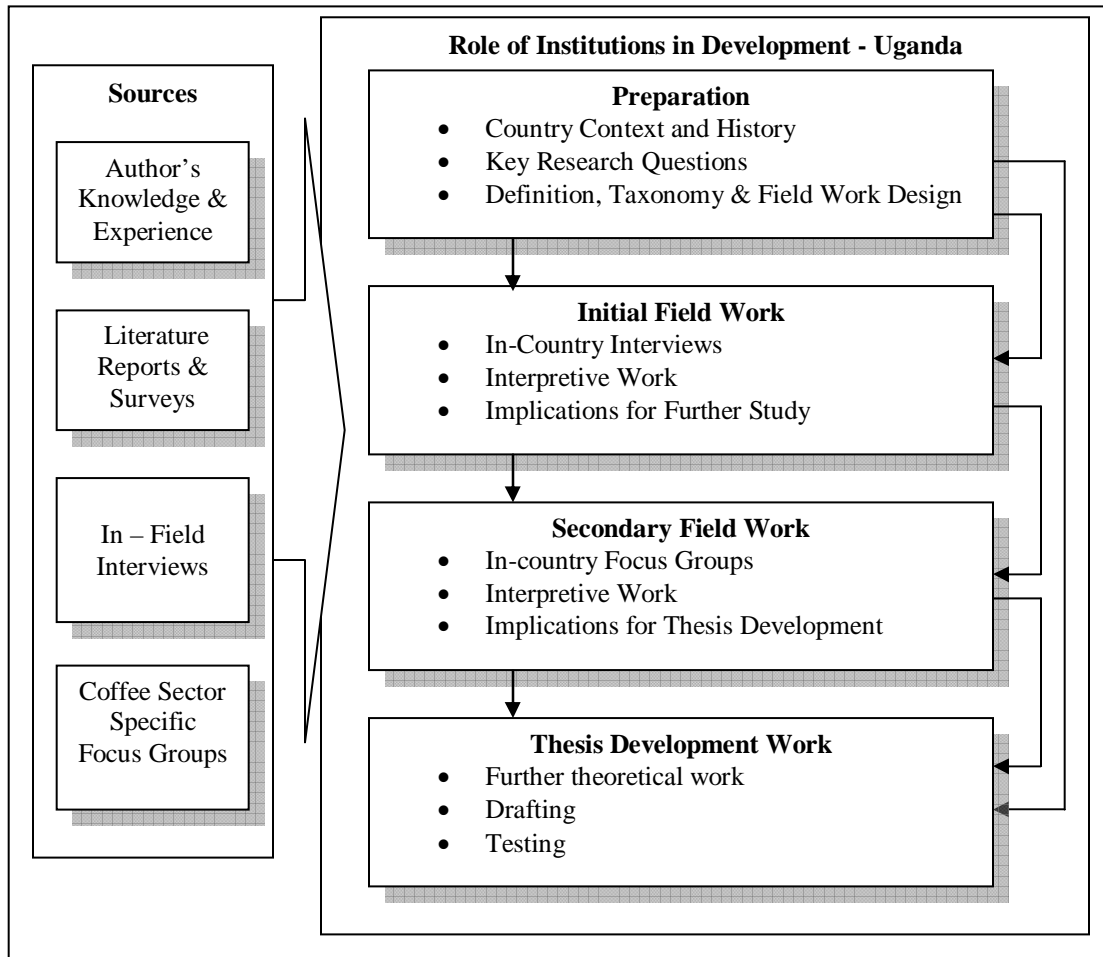 Sources
Author’s
Knowledge &
Experience
Literature
Reports &
Surveys
In – Field
Interviews
Coffee Sector
Specific
Focus Groups
Role of Institutions in Development - Uganda
Preparation
• Country Context and History
• Key Research Questions
• Definition, Taxonomy & Field Work Design
Initial Field Work
• In-Country Interviews
• Interpretive Work
• Implications for Further Study
Secondary Field Work
• In-country Focus Groups
• Interpretive Work
• Implications for Thesis Development
Thesis Development Work
• Further theoretical work
• Drafting
• Testing